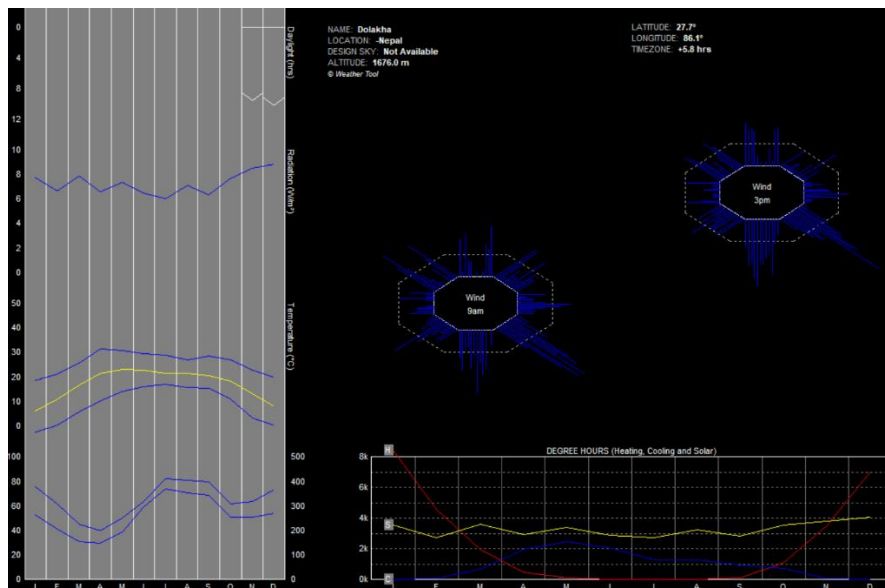 NAME: Dolakha
LOCATION: -Nepal
DESIGN SKY: Not Available
ALTITUDE: 1676.0 m
© Weather Tool
LATITUDE: 27.7°
LONGITUDE: 86.1°
TIMEZONE: +5.8 hrs
0
4
8
12
Daylight (hrs)
10
8
6
4
2
0
Radiation (W/m²)
50
40
30
20
10
0
Temperature (°C)
100
80
60
40
20
0
500
400
300
200
100
0
J F M A M J J A S O N D
Wind
3pm
Wind
9am
DEGREE HOURS (Heating, Cooling and Solar)
H
S
C
8k
6k
4k
2k
0k
F M A M J J A S O N D